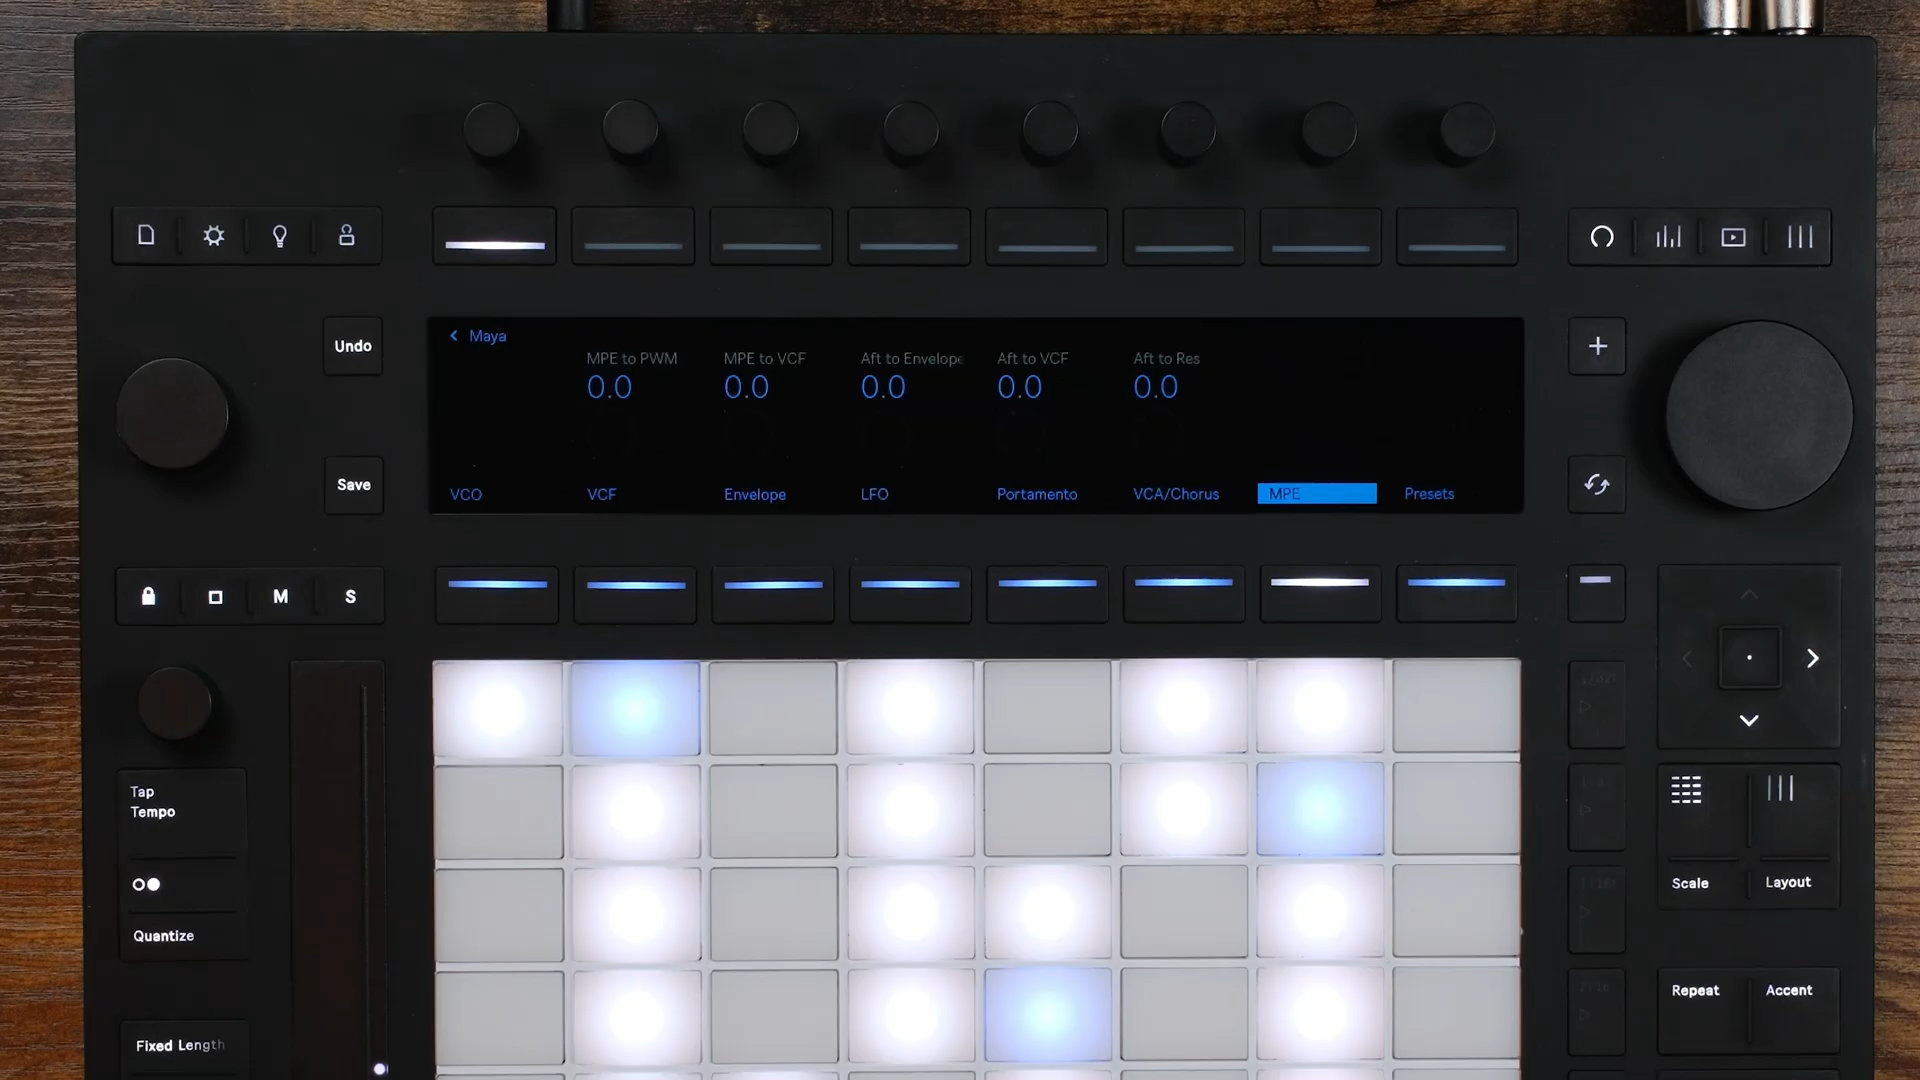 Undo
Save
M
S
Tap
Tempo
Quantize
Fixed Length
Maya
MPE to PWM MPE to VCF Aft to Envelope Aft to VCF Aft to Res
0.0 0.0 0.0 0.0 0.0
VCO VCF Envelope LFO Portamento VCA/Chorus MPE Presets
Scale Layout
Repeat Accent